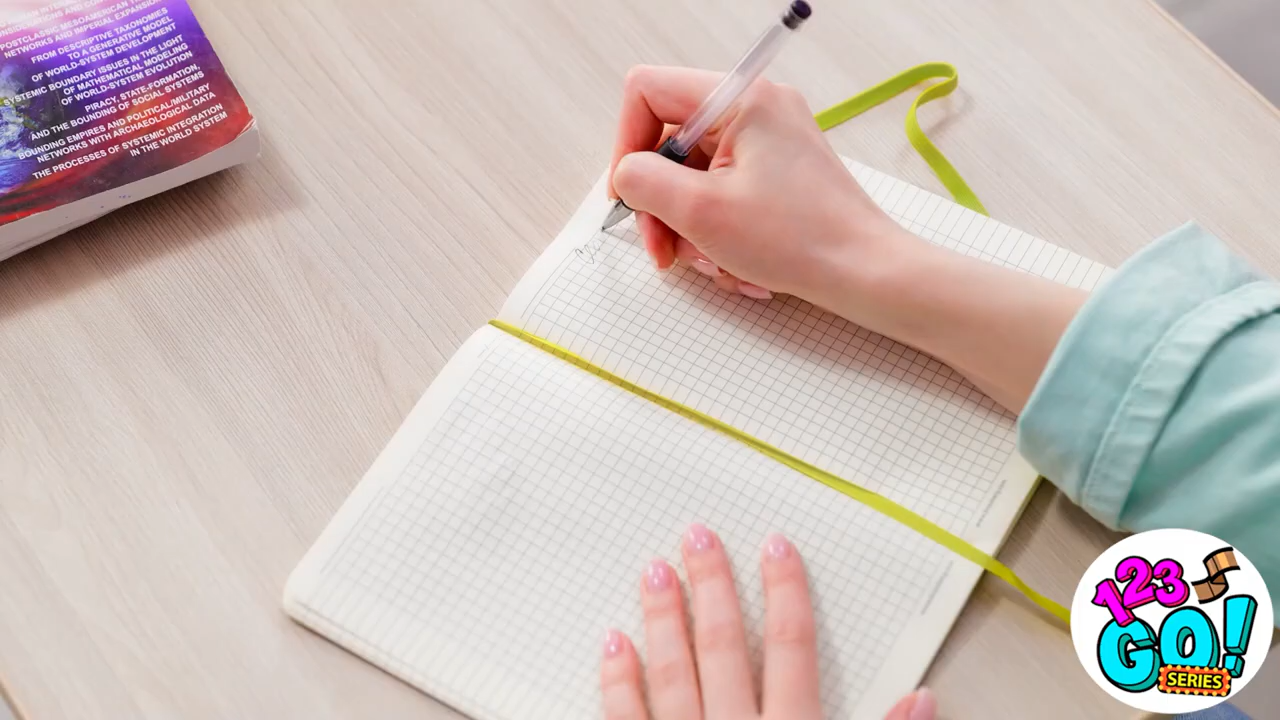 POSTCLASSIC MESOAMERICAN
NETWORKS AND IMPERIAL EXPANSION
FROM DESCRIPTIVE TAXONOMIES
TO A GENERATIVE MODEL
OF WORLD-SYSTEM DEVELOPMENT
SYSTEMIC BOUNDARY ISSUES IN THE LIGHT
OF MATHEMATICAL MODELING
OF WORLD-SYSTEM EVOLUTION
PIRACY, STATE-FORMATION,
AND THE BOUNDING OF SOCIAL SYSTEMS
BOUNDING EMPIRES AND POLITICAL/MILITARY
NETWORKS WITH ARCHAEOLOGICAL DATA
THE PROCESSES OF SYSTEMIC INTEGRATION
IN THE WORLD SYSTEM
123
GO!
SERIES